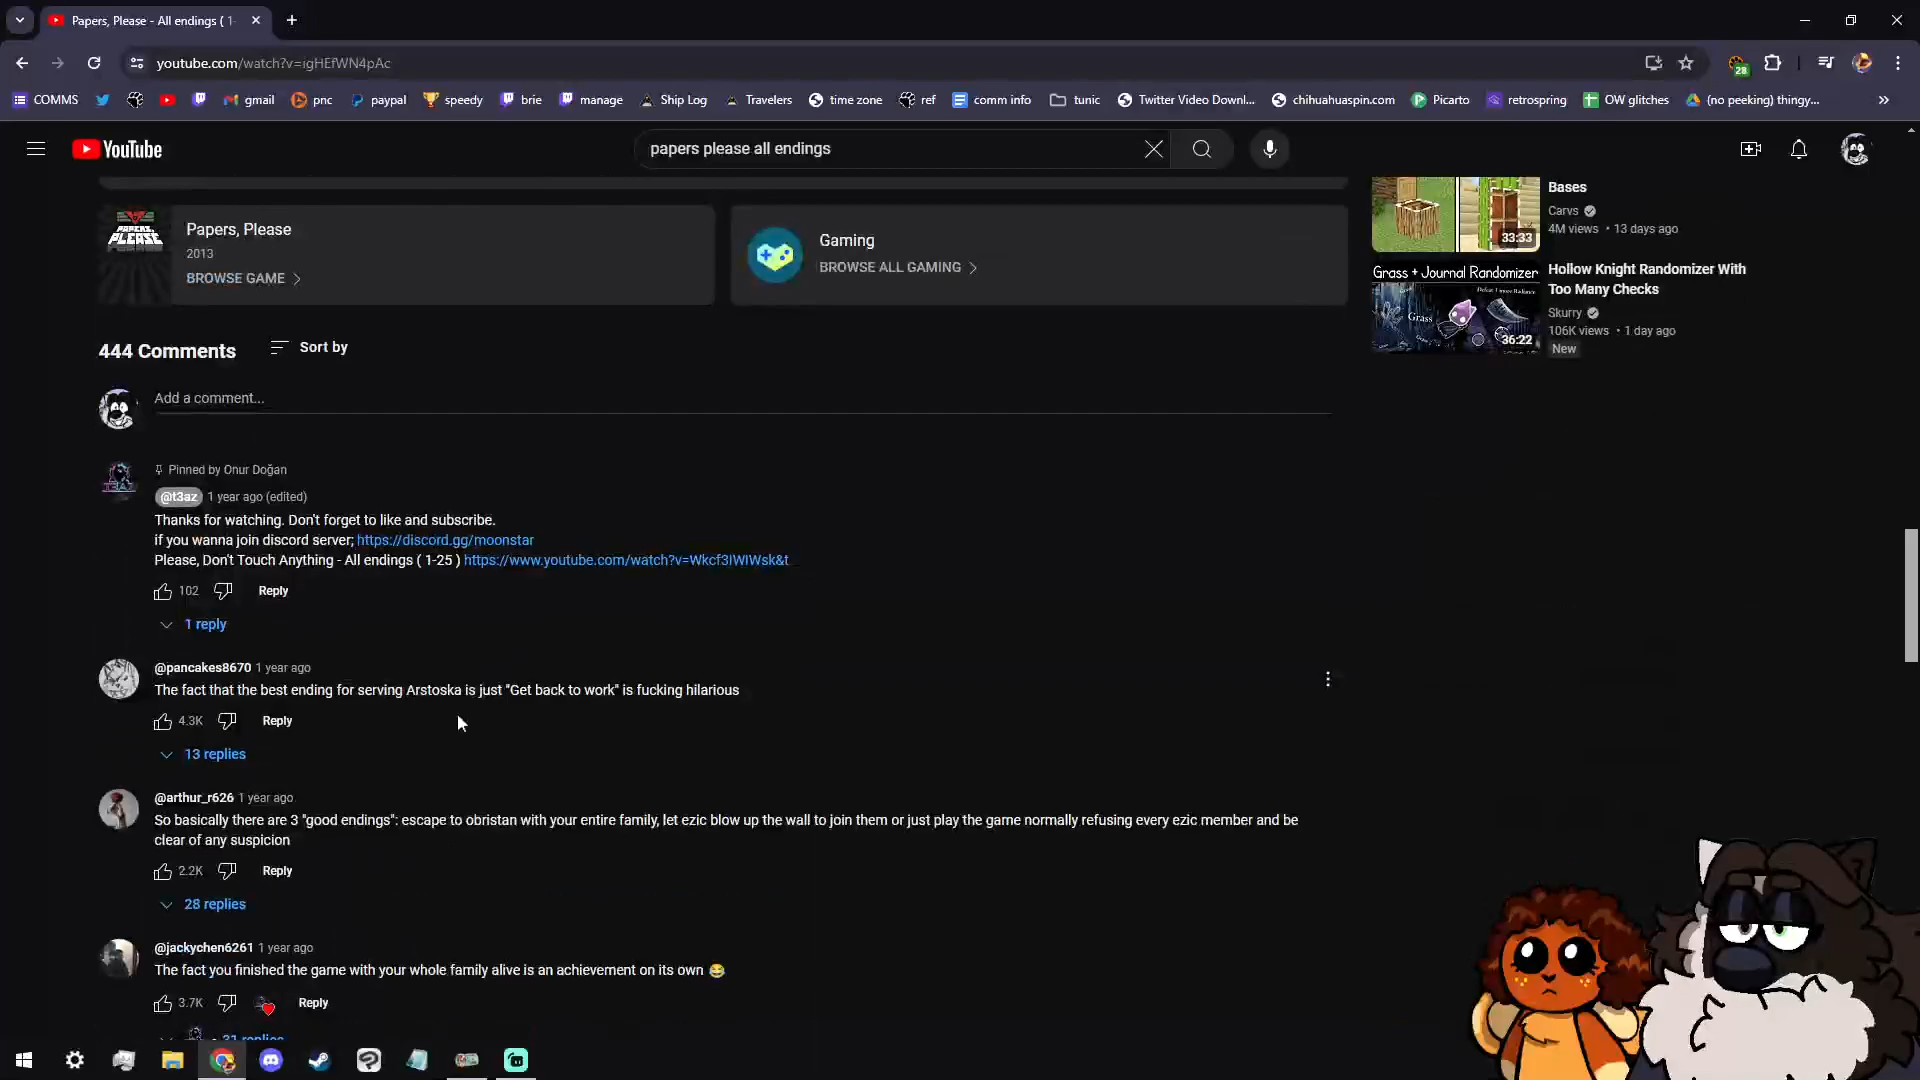 Papers, Please - All endings ( 1-
youtube.com/watch?v=igHEfWN4pAc
28
COMMS
gmail
pnc
paypal
speedy
brie
manage
Ship Log
Travelers
time zone
ref
comm info
tunic
Twitter Video Downl...
chihuahuaspin.com
Picarto
retrospring
OW glitches
(no peeking) thingy...
YouTube
papers please all endings
PAPERS, PLEASE
Papers, Please
2013
BROWSE GAME
Gaming
BROWSE ALL GAMING
33:33
Bases
Carvs
4M views • 13 days ago
Grass + Journal Randomizer
Grass
36:22
Hollow Knight Randomizer With
Too Many Checks
Skurry
106K views • 1 day ago
New
444 Comments
Sort by
Add a comment...
Pinned by Onur Doğan
@t3az 1 year ago (edited)
Thanks for watching. Don't forget to like and subscribe.
if you wanna join discord server; https://discord.gg/moonstar
Please, Don't Touch Anything - All endings ( 1-25 ) https://www.youtube.com/watch?v=Wkcf3IWIWsk&t
102 Reply
1 reply
@pancakes8670 1 year ago
The fact that the best ending for serving Arstoska is just "Get back to work" is fucking hilarious
4.3K Reply
13 replies
@arthur_r626 1 year ago
So basically there are 3 "good endings": escape to obristan with your entire family, let ezic blow up the wall to join them or just play the game normally refusing every ezic member and be
clear of any suspicion
2.2K Reply
28 replies
@jackychen6261 1 year ago
The fact you finished the game with your whole family alive is an achievement on its own 😂
3.7K Reply
31 replies